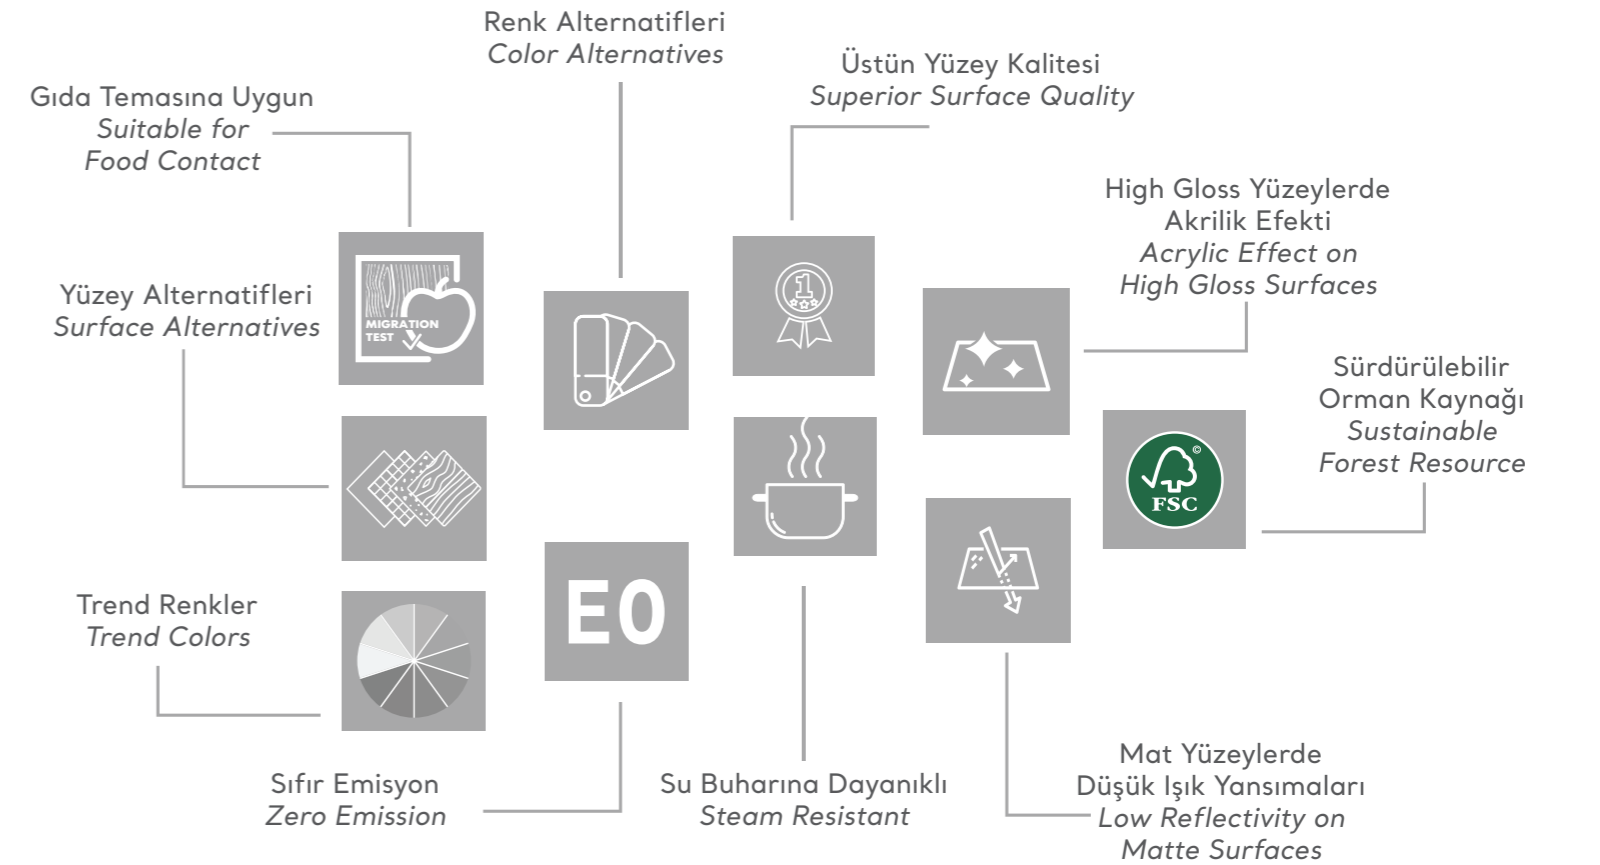 Renk Alternatifleri
Color Alternatives
Üstün Yüzey Kalitesi
Superior Surface Quality
Gıda Temasına Uygun
Suitable for
Food Contact
High Gloss Yüzeylerde
Akrilik Efekti
Acrylic Effect on
High Gloss Surfaces
Yüzey Alternatifleri
Surface Alternatives
MIGRATION
TEST
1
Sürdürülebilir
Orman Kaynağı
Sustainable
Forest Resource
©
FSC
Trend Renkler
Trend Colors
E0
Sıfır Emisyon
Zero Emission
Su Buharına Dayanıklı
Steam Resistant
Mat Yüzeylerde
Düşük Işık Yansımaları
Low Reflectivity on
Matte Surfaces